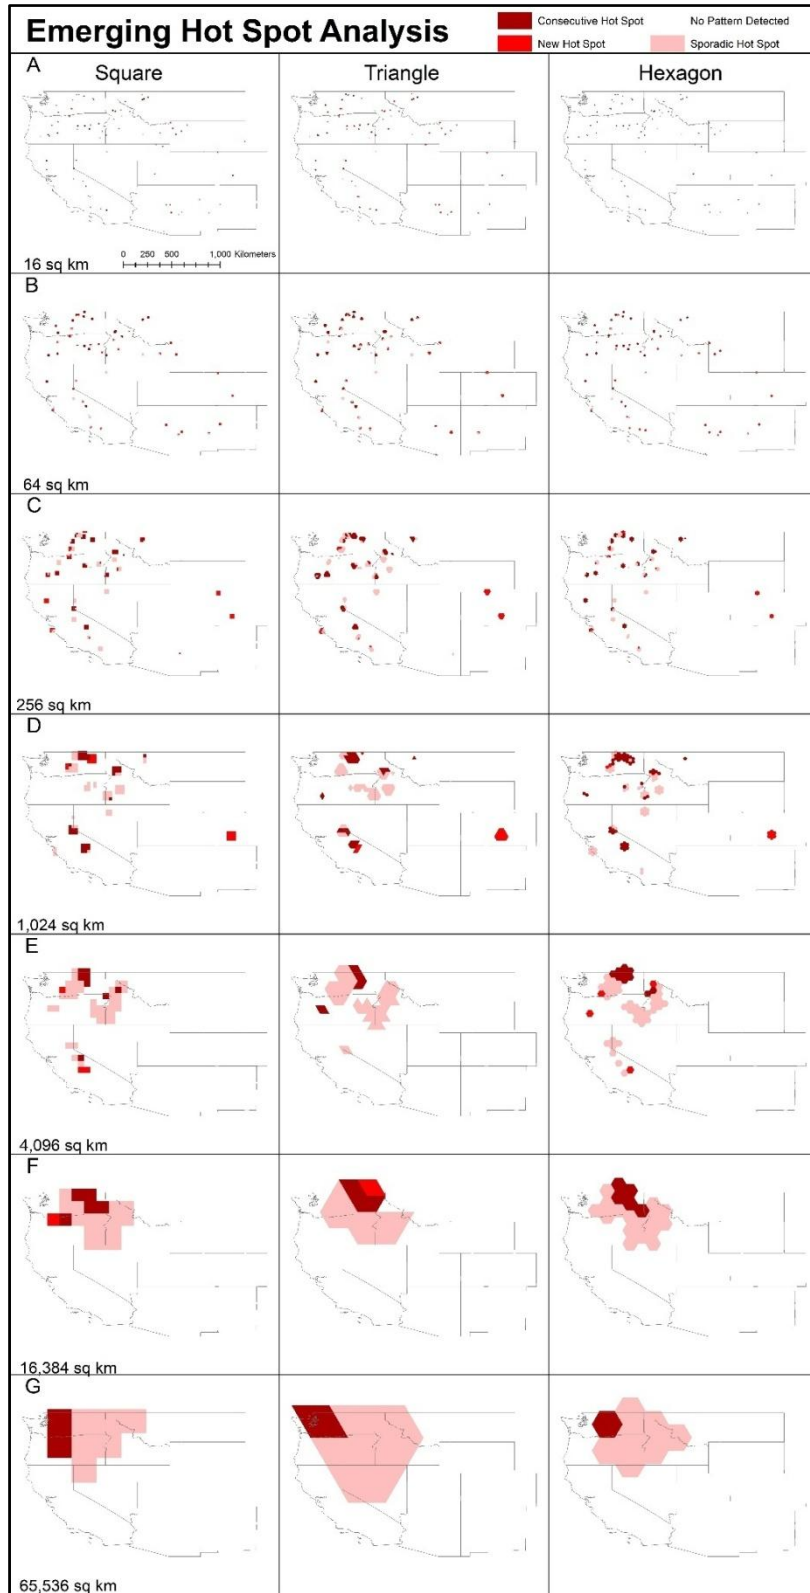 Emerging Hot Spot Analysis
Consecutive Hot Spot
No Pattern Detected
New Hot Spot
Sporadic Hot Spot
A
Square
Triangle
Hexagon
0 250 500 1,000 Kilometers
16 sq km
B
64 sq km
C
256 sq km
D
1,024 sq km
E
4,096 sq km
F
16,384 sq km
G
65,536 sq km